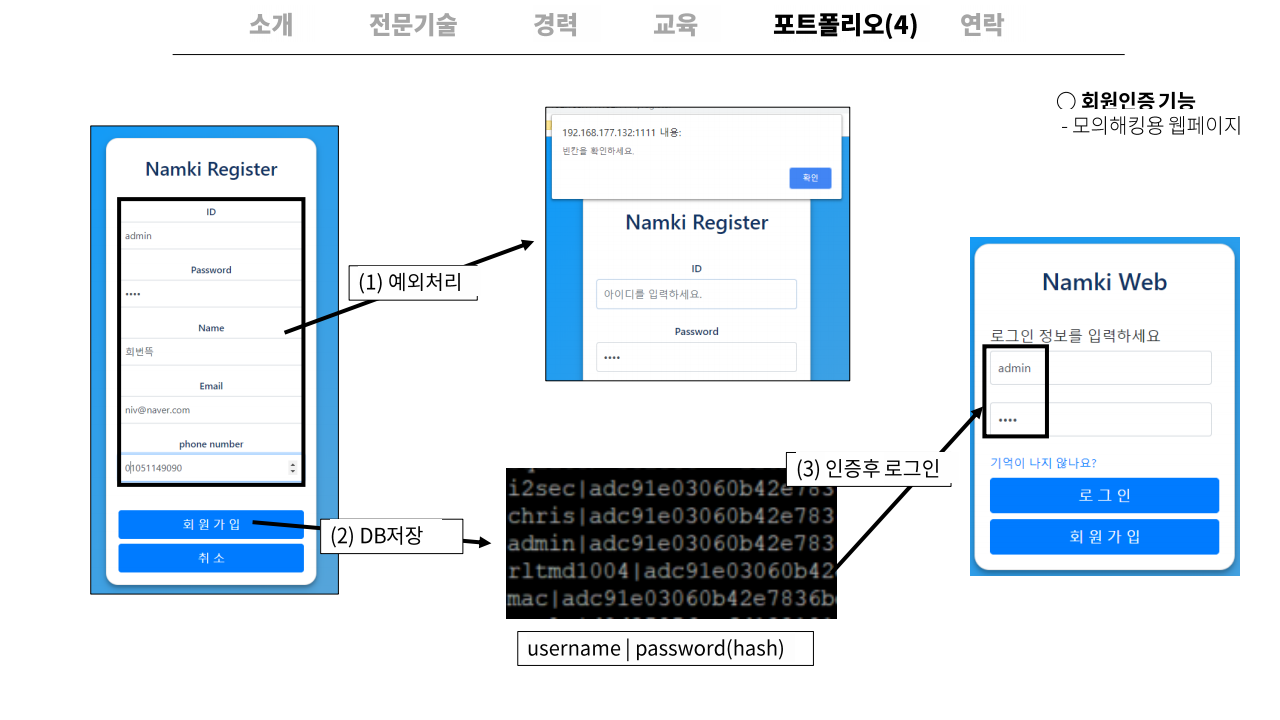 소개 전문기술 경력 교육 포트폴리오(4) 연락
○ 회원인증 기능
- 모의해킹용 웹페이지
Namki Register
ID
admin
Password
••••
Name
희번뜩
Email
niv@naver.com
phone number
01051149090
회원가입
취소
(1) 예외처리
192.168.177.132:1111 내용:
빈칸을 확인하세요.
확인
Namki Register
ID
아이디를 입력하세요.
Password
••••
(2) DB저장
i2sec|adc91e03060b42e783
chris|adc91e03060b42e783
admin|adc91e03060b42e783
rltmd1004|adc91e03060b42
mac|adc91e03060b42e7836b
username | password(hash)
(3) 인증후 로그인
Namki Web
로그인 정보를 입력하세요
admin
••••
기억이 나지 않나요?
로그인
회원가입